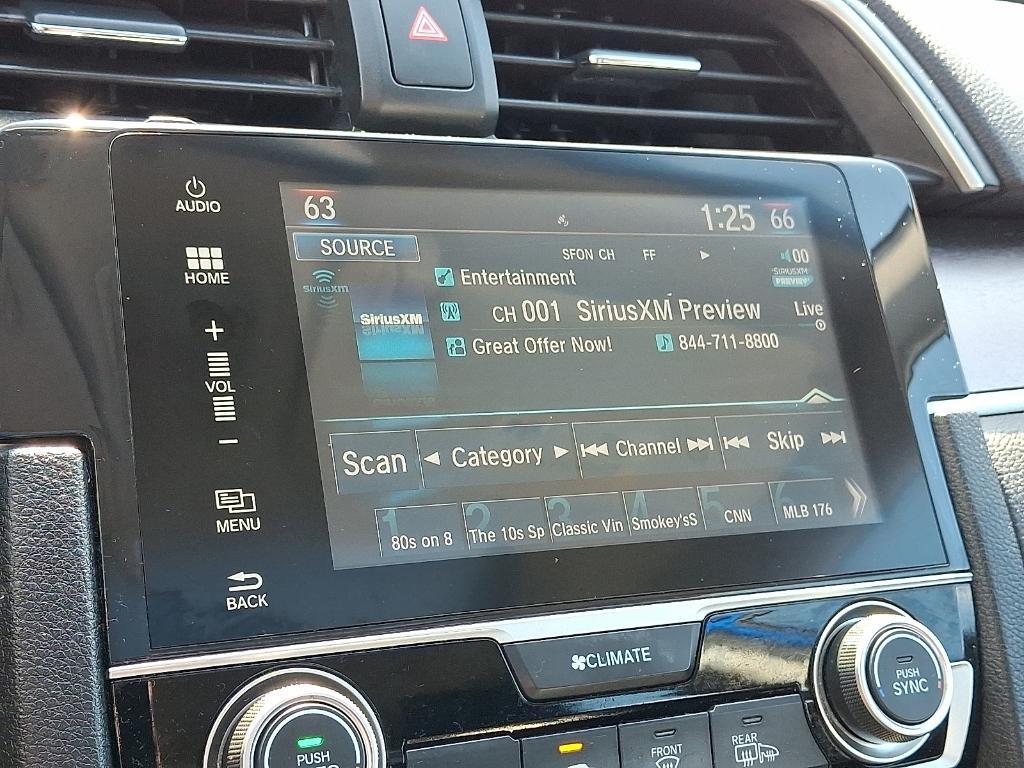 AUDIO
HOME
+
VOL
−
MENU
BACK
63
1:25 66
SOURCE
SFON CH FF 00
SiriusXM
Entertainment
SIRIUSXM
PREVIEW
SiriusXM
CH 001 SiriusXM Preview Live
Great Offer Now! 844-711-8800
Scan Category Channel Skip
1 2 3 4 5 6
80s on 8 The 10s Sp Classic Vin Smokey'sS CNN MLB 176
CLIMATE
PUSH
SYNC
PUSH
FRONT
REAR